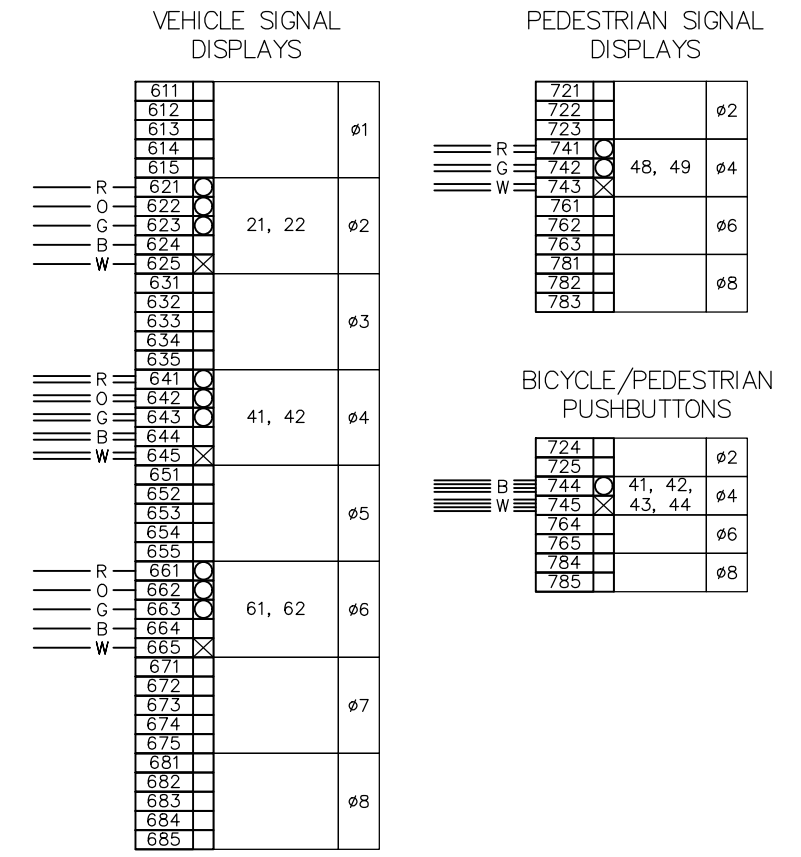 VEHICLE SIGNAL
DISPLAYS
611
612
613
614
615
ø1
R 621
O 622
G 623
B 624
W 625
21, 22
ø2
631
632
633
634
635
ø3
R 641
O 642
G 643
B 644
W 645
41, 42
ø4
651
652
653
654
655
ø5
R 661
O 662
G 663
B 664
W 665
61, 62
ø6
671
672
673
674
675
ø7
681
682
683
684
685
ø8
PEDESTRIAN SIGNAL
DISPLAYS
721
722
723
ø2
R 741
G 742
W 743
48, 49
ø4
761
762
763
ø6
781
782
783
ø8
BICYCLE/PEDESTRIAN
PUSHBUTTONS
724
725
ø2
B 744
W 745
41, 42,
43, 44
ø4
764
765
ø6
784
785
ø8